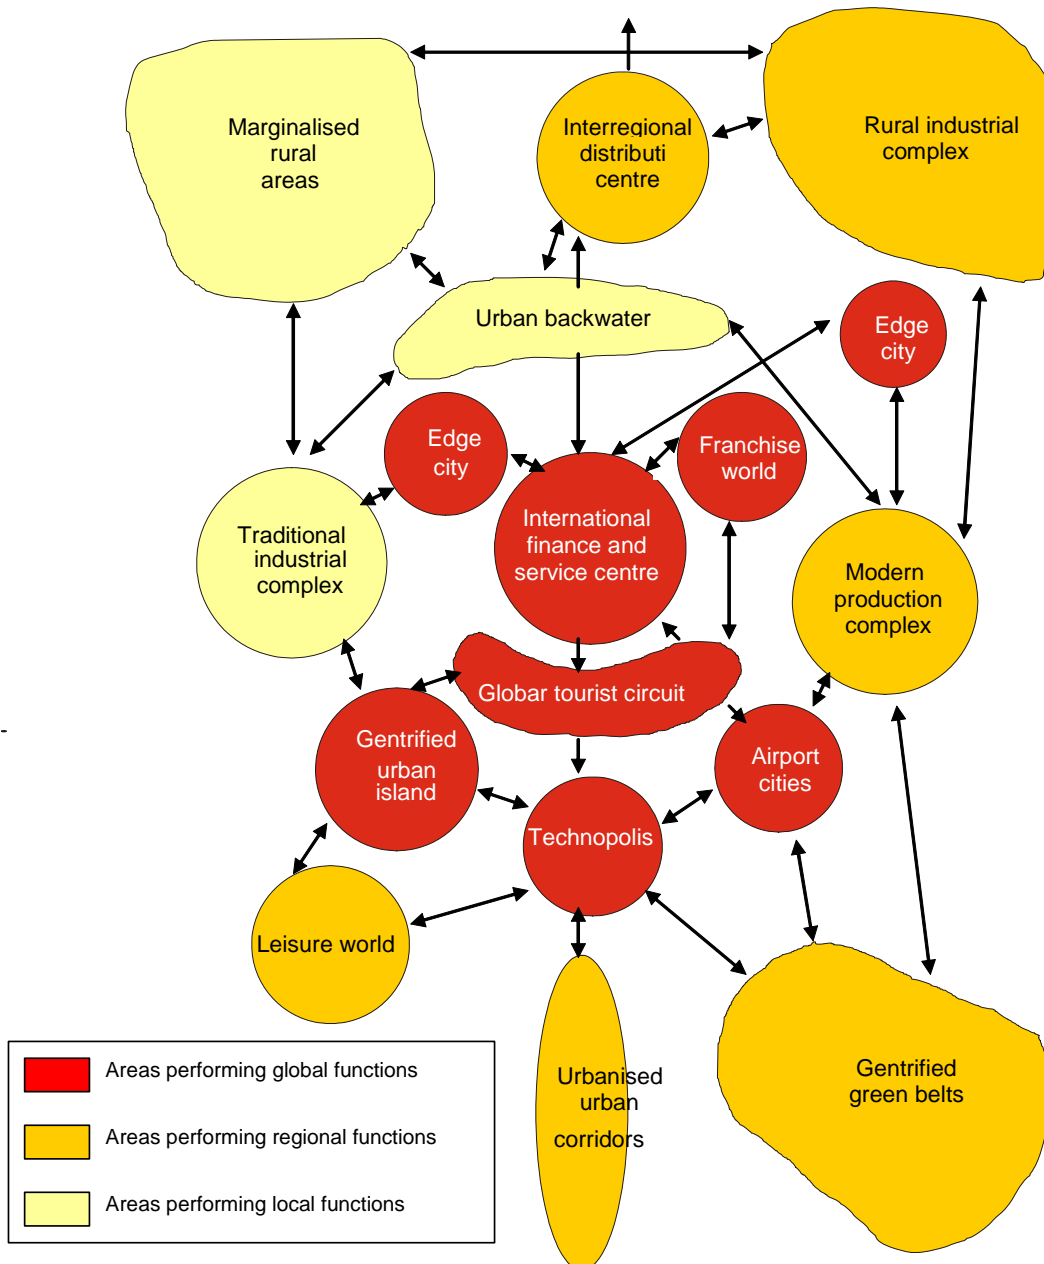 Marginalised
rural
areas
Interregional
distributi
centre
Rural industrial
complex
Urban backwater
Edge
city
Edge
city
Franchise
world
International
finance and
service centre
Traditional
industrial
complex
Modern
production
complex
Globar tourist circuit
Gentrified
urban
island
Airport
cities
Technopolis
Leisure world
Urbanised
urban
corridors
Gentrified
green belts
Areas performing global functions
Areas performing regional functions
Areas performing local functions
-